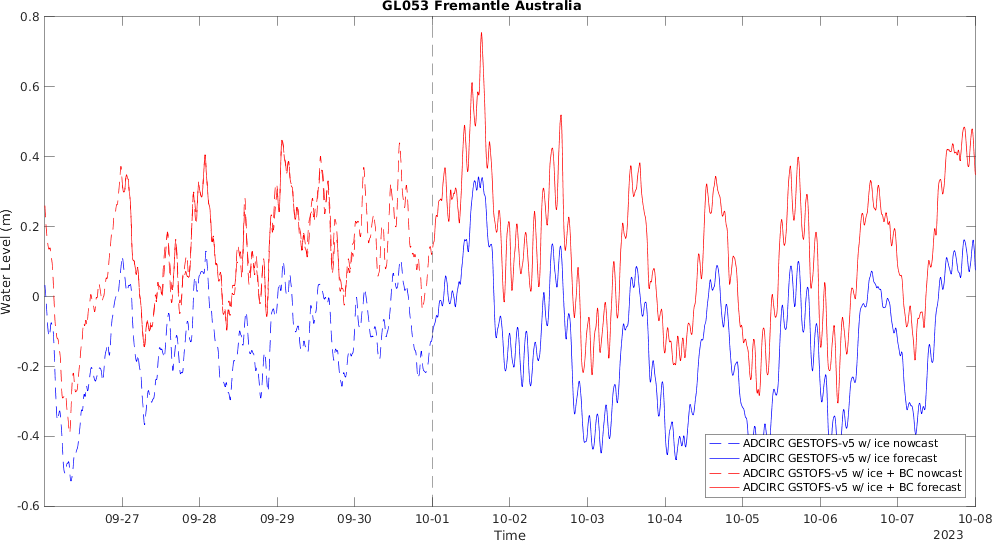 GL053 Fremantle Australia
0.8
0.6
0.4
0.2
0
-0.2
-0.4
-0.6
Water Level (m)
ADCIRC GESTOFS-v5 w/ ice nowcast
ADCIRC GESTOFS-v5 w/ ice forecast
ADCIRC GSTOFS-v5 w/ ice + BC nowcast
ADCIRC GSTOFS-v5 w/ ice + BC forecast
09-27 09-28 09-29 09-30 10-01 10-02 10-03 10-04 10-05 10-06 10-07 10-08
Time
2023